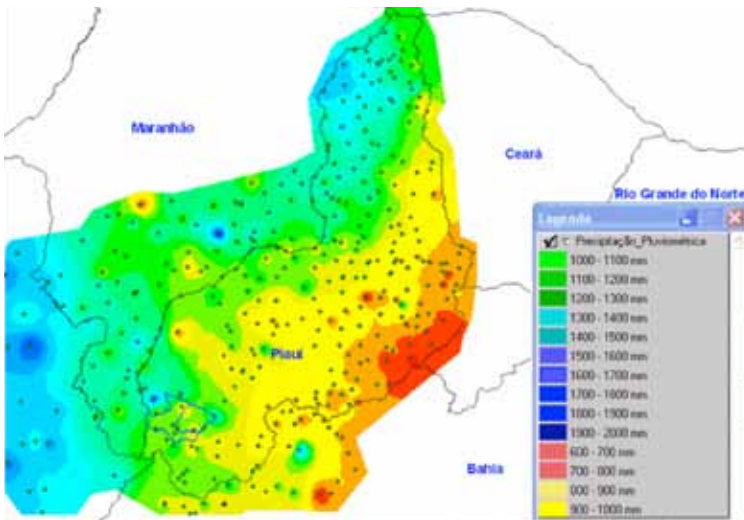 Maranhão
Ceará
Rio Grande do Norte
Piauí
Bahia
Legenda
Precipitação_Pluviométrica
1000 - 1100 mm
1100 - 1200 mm
1200 - 1300 mm
1300 - 1400 mm
1400 - 1500 mm
1500 - 1600 mm
1600 - 1700 mm
1700 - 1800 mm
1800 - 1900 mm
1900 - 2000 mm
600 - 700 mm
700 - 800 mm
800 - 900 mm
900 - 1000 mm